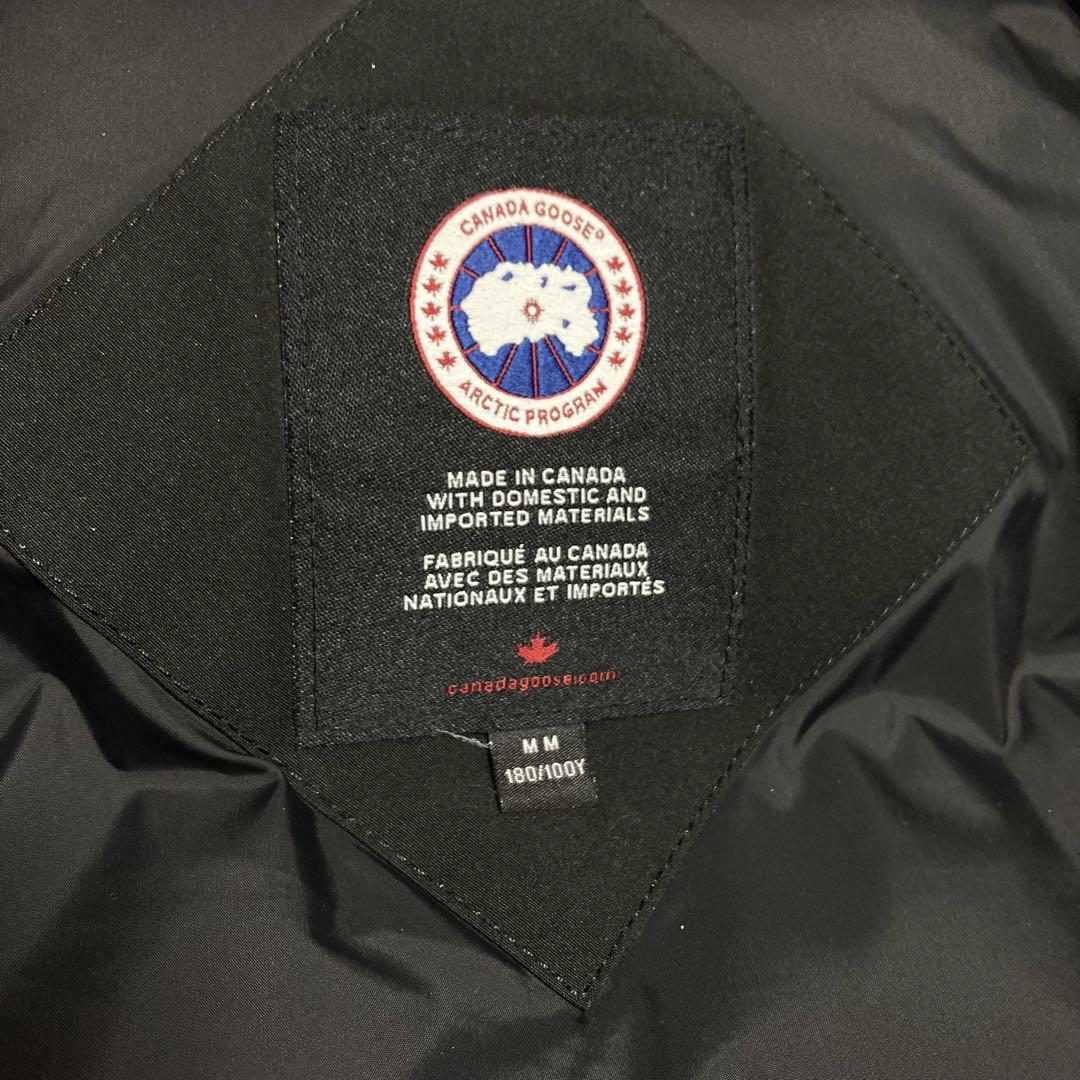 CANADA GOOSE®
ARCTIC PROGRAM
MADE IN CANADA
WITH DOMESTIC AND
IMPORTED MATERIALS
FABRIQUÉ AU CANADA
AVEC DES MATERIAUX
NATIONAUX ET IMPORTÉS
canadagoose.com
M M
180/100Y